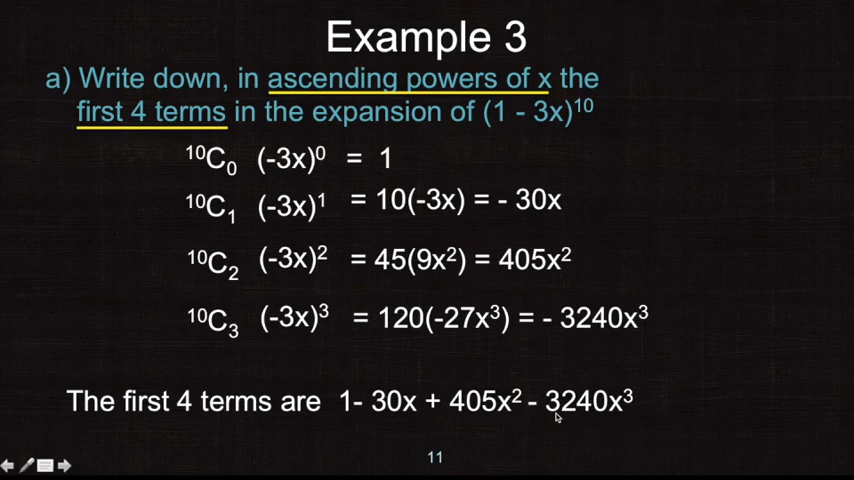 Example 3
a) Write down, in ascending powers of x the
first 4 terms in the expansion of (1 - 3x)¹⁰
¹⁰C₀ (-3x)⁰ = 1
¹⁰C₁ (-3x)¹ = 10(-3x) = - 30x
¹⁰C₂ (-3x)² = 45(9x²) = 405x²
¹⁰C₃ (-3x)³ = 120(-27x³) = - 3240x³
The first 4 terms are 1- 30x + 405x² - 3240x³
11